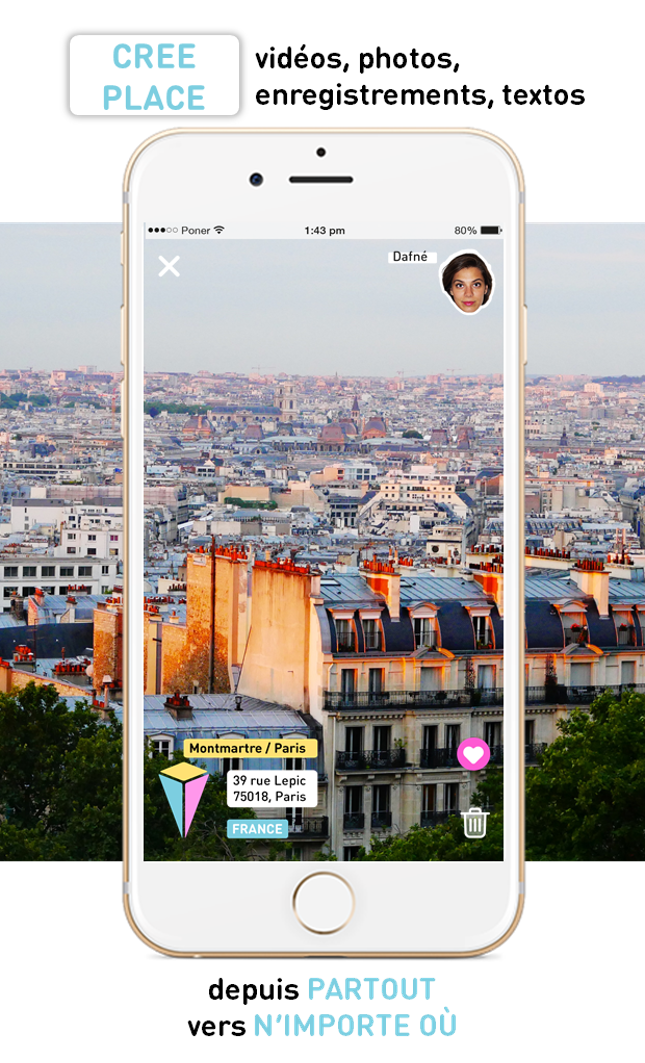 CREE
PLACE
vidéos, photos,
enregistrements, textos
Poner
1:43 pm
80%
Dafné
Montmartre / Paris
39 rue Lepic
75018, Paris
FRANCE
depuis PARTOUT
vers N'IMPORTE OÙ